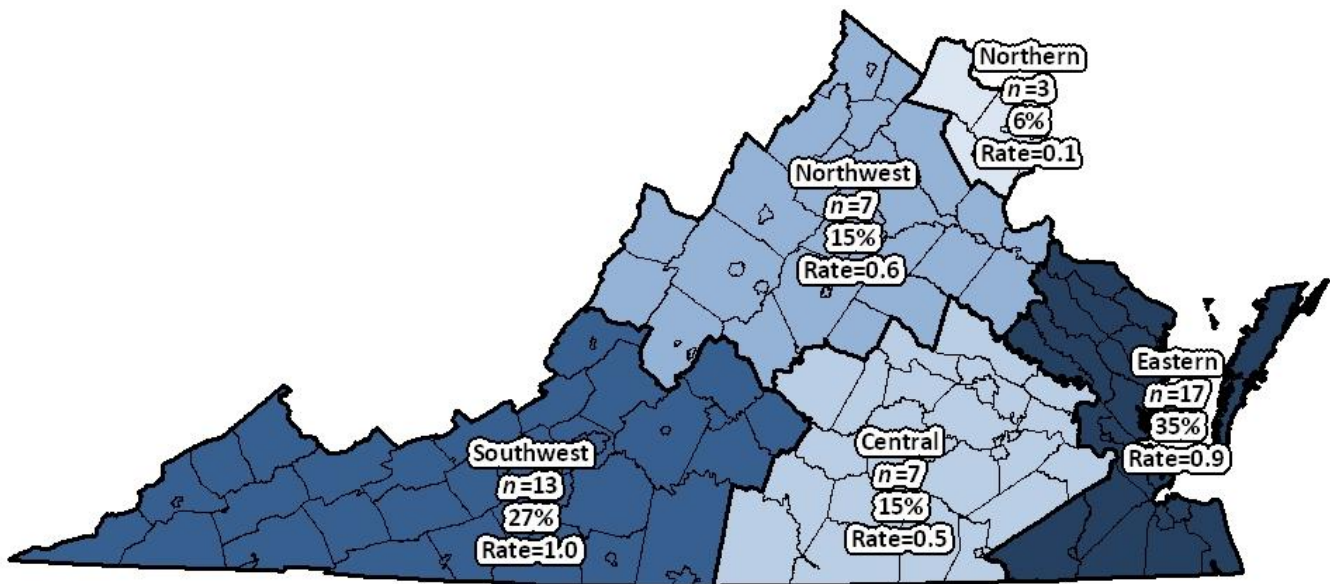 Northern
n=3
6%
Rate=0.1
Northwest
n=7
15%
Rate=0.6
Eastern
n=17
35%
Rate=0.9
Southwest
n=13
27%
Rate=1.0
Central
n=7
15%
Rate=0.5